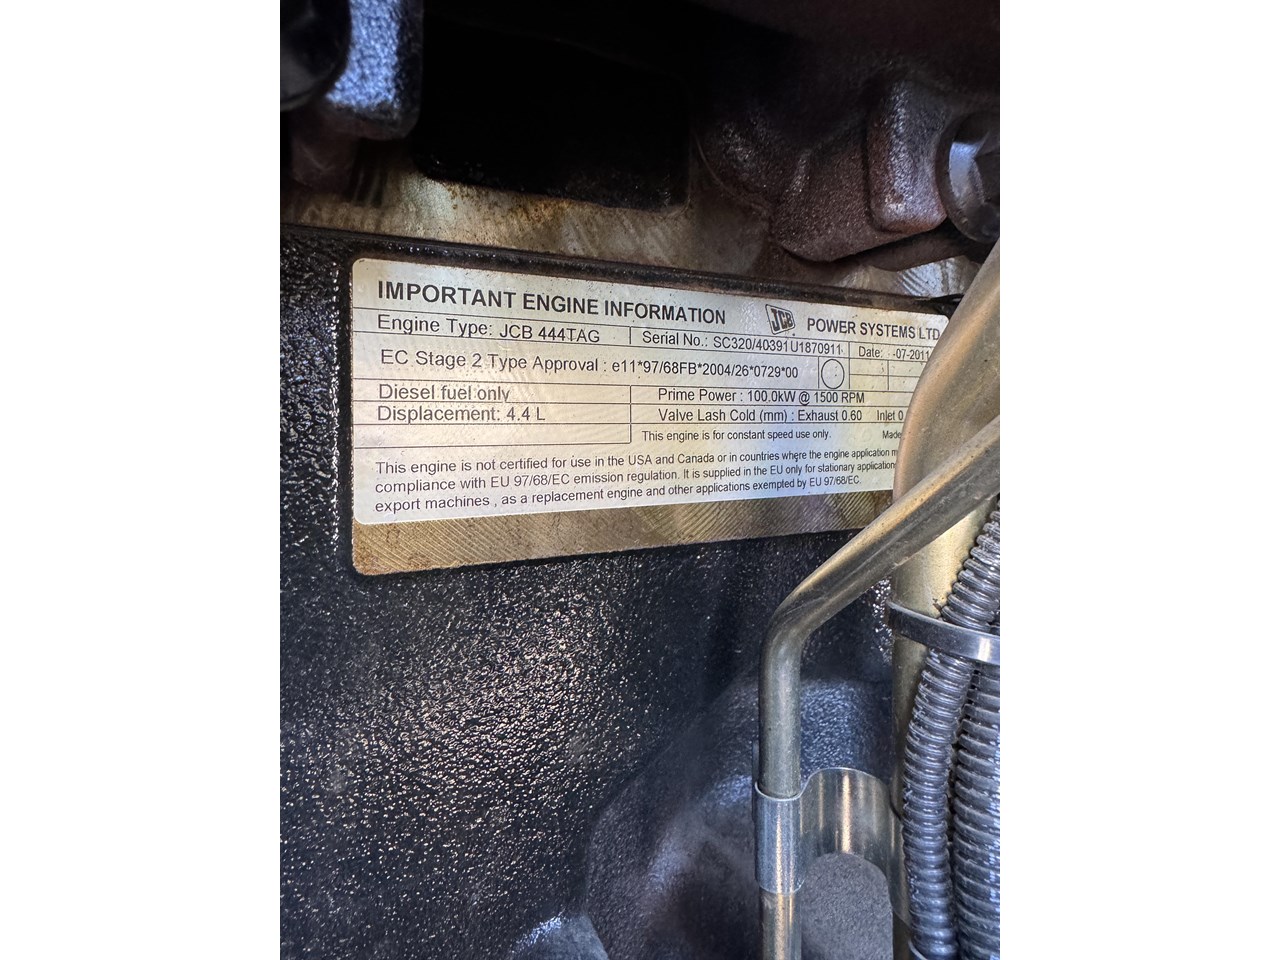 IMPORTANT ENGINE INFORMATION JCB POWER SYSTEMS LTD
Engine Type: JCB 444TAG Serial No.: SC320/40391U1870911 Date: -07-2011
EC Stage 2 Type Approval : e11*97/68FB*2004/26*0729*00
Diesel fuel only Prime Power : 100.0kW @ 1500 RPM
Displacement: 4.4 L Valve Lash Cold (mm) : Exhaust 0.60 Inlet 0
This engine is for constant speed use only. Made
This engine is not certified for use in the USA and Canada or in countries where the engine application
compliance with EU 97/68/EC emission regulation. It is supplied in the EU only for stationary application
export machines , as a replacement engine and other applications exempted by EU 97/68/EC.